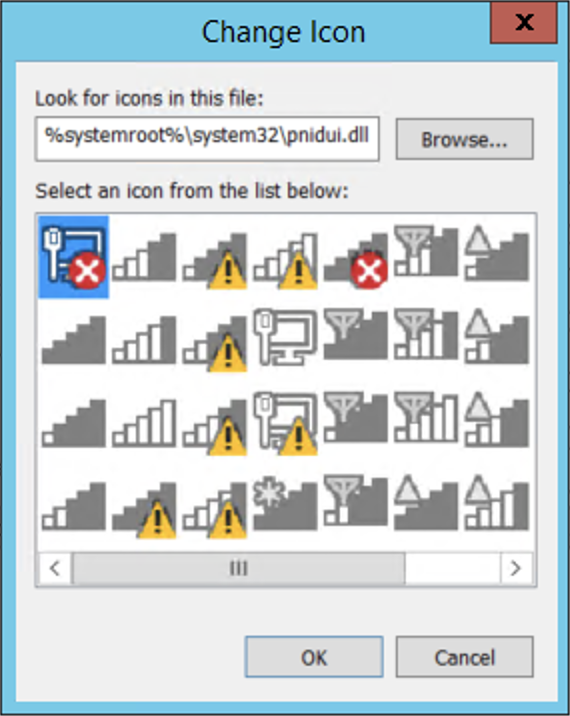 Change Icon
Look for icons in this file:
%systemroot%\system32\pnidui.dll
Browse...
Select an icon from the list below:
OK
Cancel